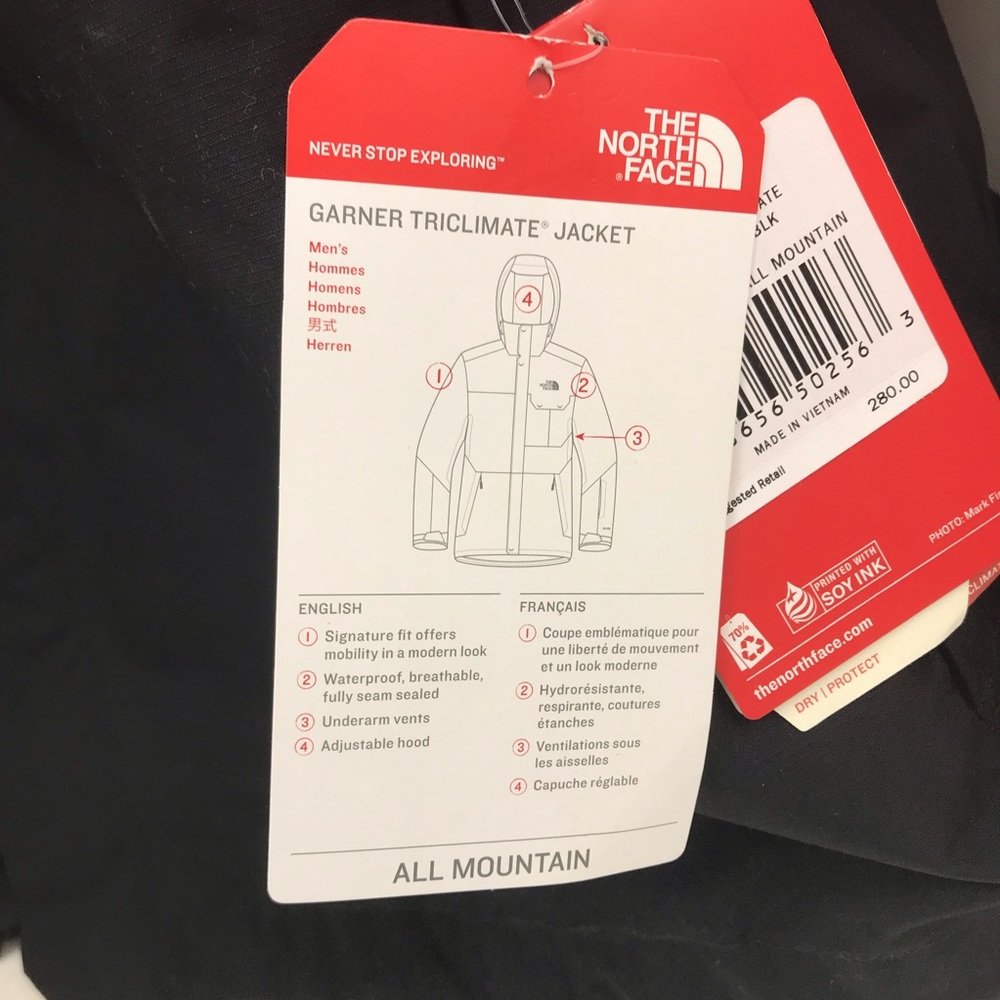 NEVER STOP EXPLORING™
THE
NORTH
®FACE
GARNER TRICLIMATE® JACKET
Men's
Hommes
Homens
Hombres
男式
Herren
4
1
2
3
ENGLISH
1 Signature fit offers
mobility in a modern look
2 Waterproof, breathable,
fully seam sealed
3 Underarm vents
4 Adjustable hood
FRANÇAIS
1 Coupe emblématique pour
une liberté de mouvement
et un look moderne
2 Hydrorésistante,
respirante, coutures
étanches
3 Ventilations sous
les aisselles
4 Capuche réglable
ALL MOUNTAIN
BLK
MOUNTAIN
656 50256 3
MADE IN VIETNAM
280.00
Retail
PHOTO: Mark
PRINTED WITH
SOY INK
70%
thenorthface.com
DRY | PROTECT